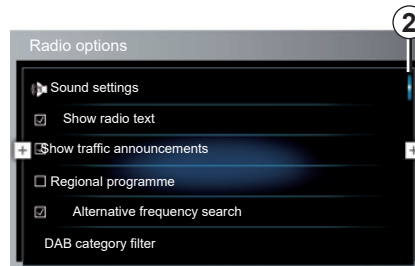 2
Radio options
Sound settings
Show radio text
Show traffic announcements
Regional programme
Alternative frequency search
DAB category filter